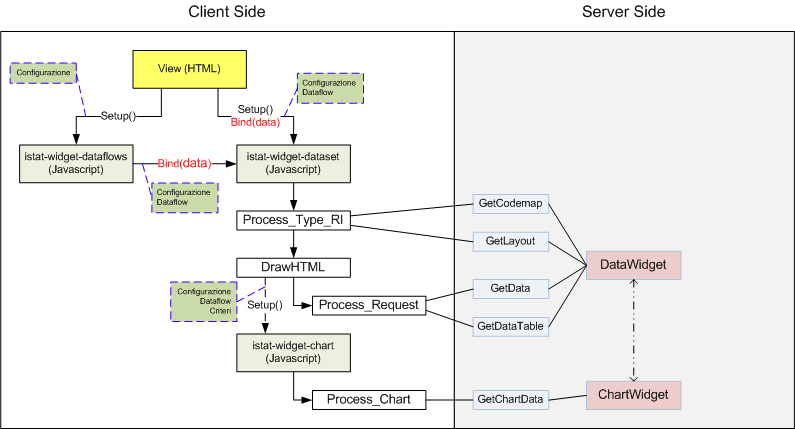 Client Side
Server Side
View (HTML)
Configurazione
Configurazione
Dataflow
Setup()
Setup()
Bind(data)
istat-widget-dataflows
(Javascript)
Bind(data)
istat-widget-dataset
(Javascript)
Configurazione
Dataflow
Process_Type_RI
GetCodemap
GetLayout
DataWidget
DrawHTML
Configurazione
Dataflow
Criteri
Setup()
Process_Request
GetData
GetDataTable
istat-widget-chart
(Javascript)
Process_Chart
GetChartData
ChartWidget